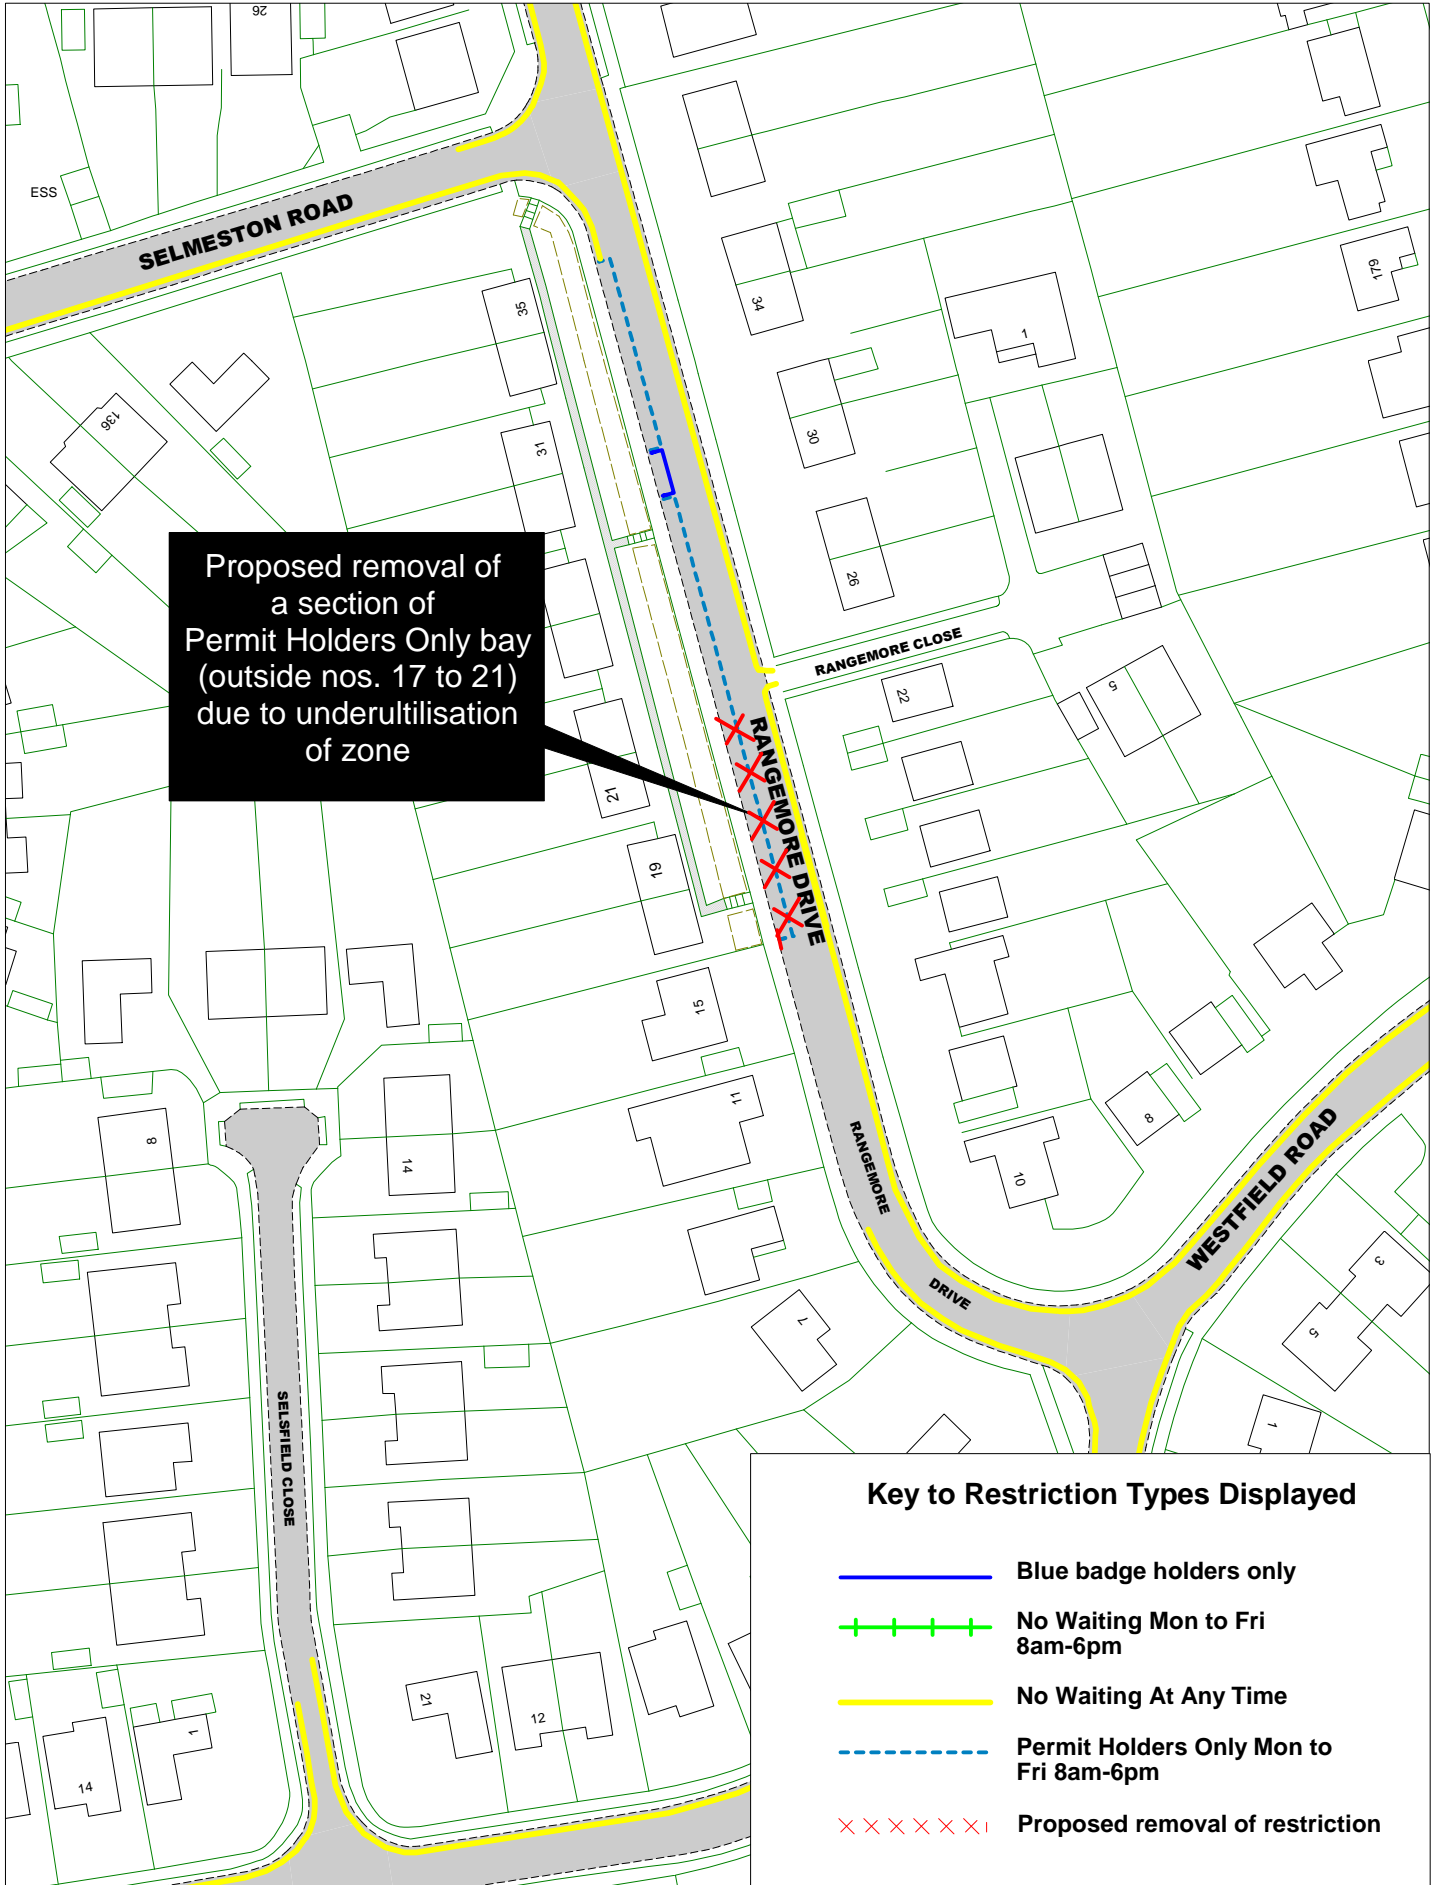 26
ESS
SELMESTON ROAD
35
34
179
1
136
31
30
26
Proposed removal of
a section of
Permit Holders Only bay
(outside nos. 17 to 21)
due to underultilisation
of zone
RANGEMORE CLOSE
22
5
RANGEMORE DRIVE
21
19
15
11
8
14
RANGEMORE
DRIVE
10
8
WESTFIELD ROAD
3
5
7
1
SELSFIELD CLOSE
21
12
1
14
Key to Restriction Types Displayed
Blue badge holders only
No Waiting Mon to Fri
8am-6pm
No Waiting At Any Time
Permit Holders Only Mon to
Fri 8am-6pm
Proposed removal of restriction